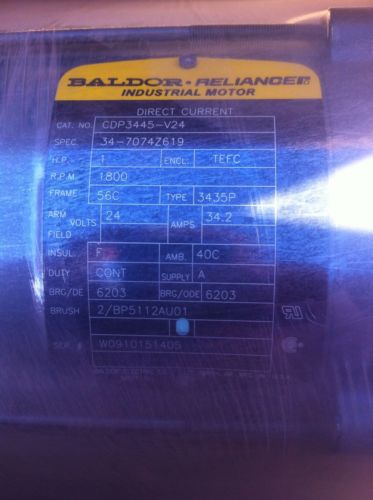 BALDOR • RELIANCER
INDUSTRIAL MOTOR
DIRECT CURRENT
CAT. NO. CDP3445-V24
SPEC. 34-7074Z619
H.P. 1 ENCL. TEFC
R.P.M. 1800
FRAME 56C TYPE 3435P
ARM VOLTS 24 AMPS 34.2
FIELD
INSUL. F AMB. 40C
DUTY CONT SUPPLY A
BRG/DE 6203 BRG/ODE 6203
BRUSH 2/BP5112AU01
SER. # W0910151405